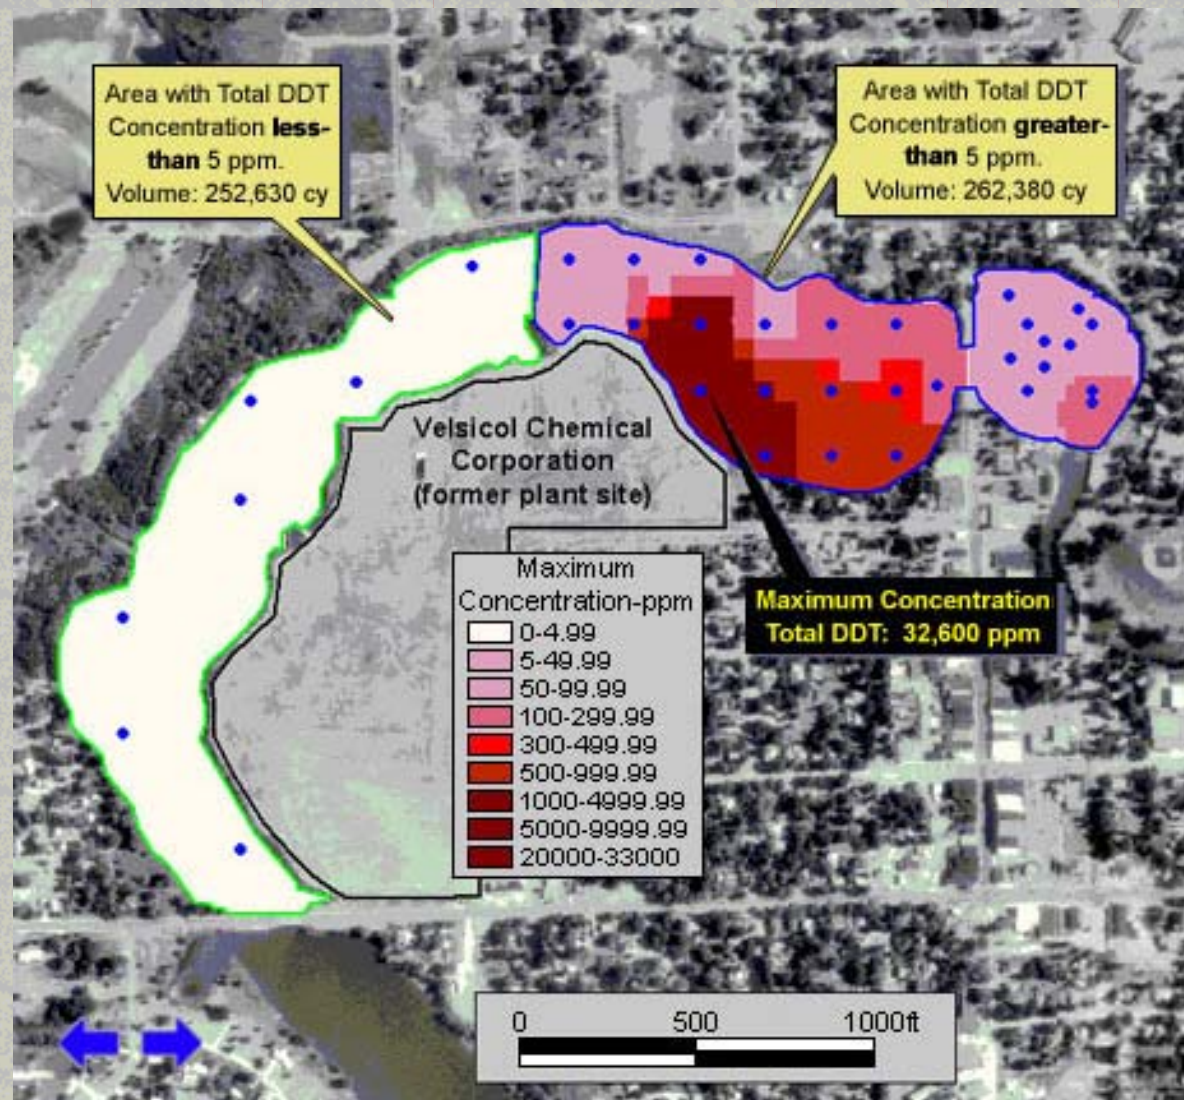 Area with Total DDT
Concentration less-
than 5 ppm.
Volume: 252,630 cy
Area with Total DDT
Concentration greater-
than 5 ppm.
Volume: 262,380 cy
Velsicol Chemical
Corporation
(former plant site)
Maximum
Concentration-ppm
0-4.99
5-49.99
50-99.99
100-299.99
300-499.99
500-999.99
1000-4999.99
5000-9999.99
20000-33000
Maximum Concentration
Total DDT: 32,600 ppm
0 500 1000ft